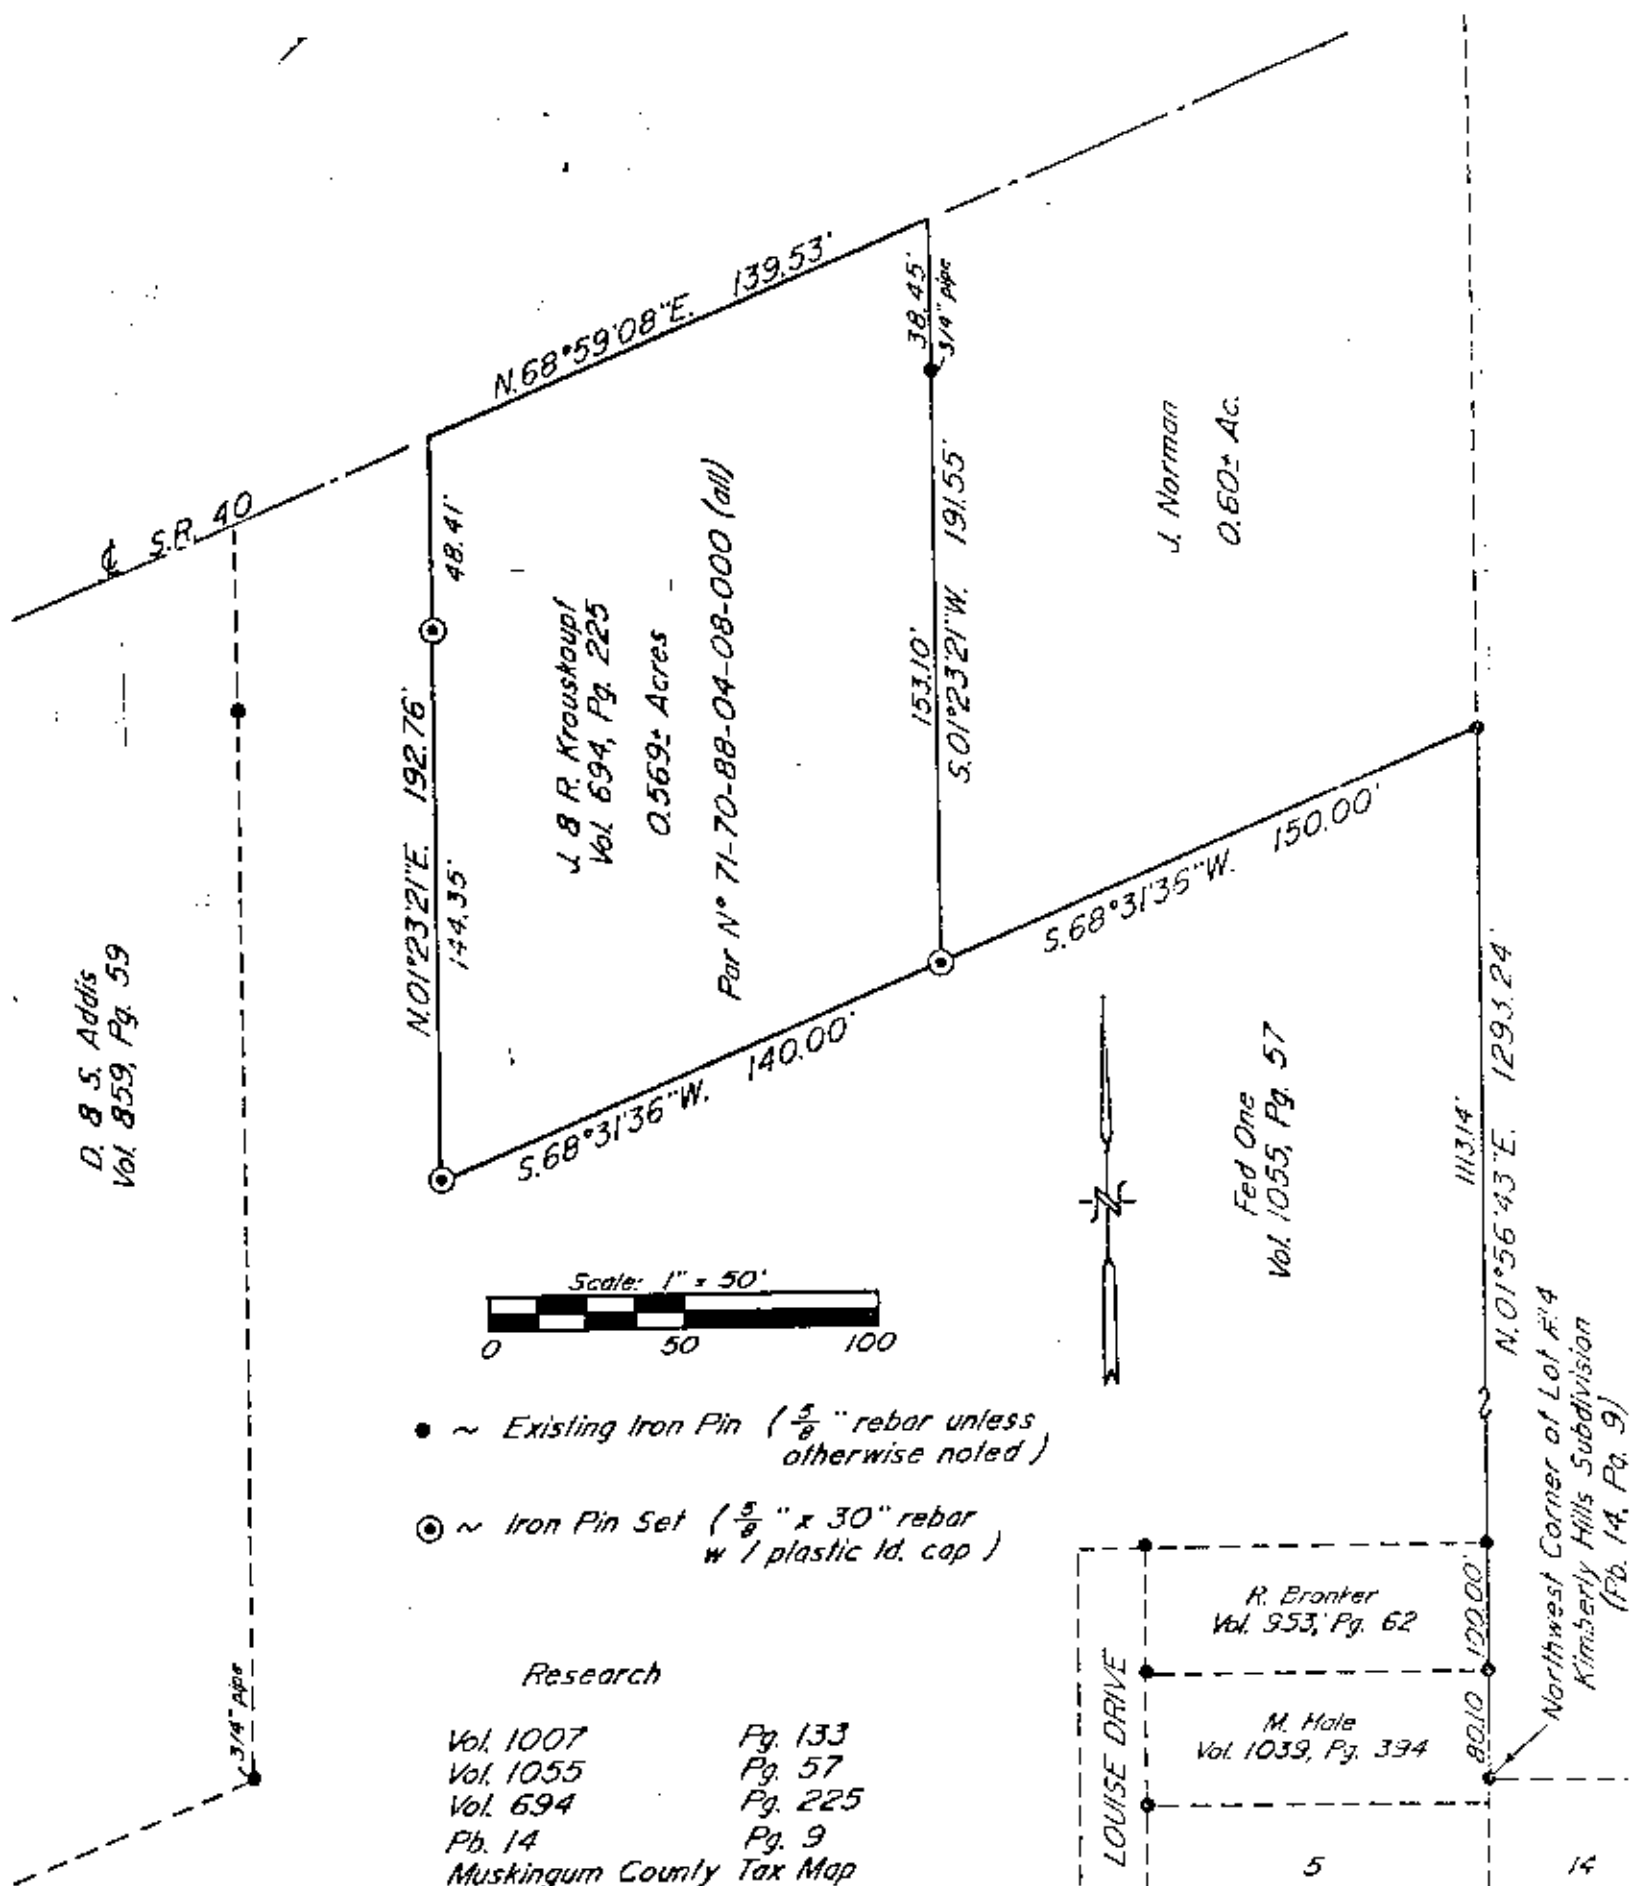 N.68°59'08"E. 139.53'
38.45'
3/4" pipe
℄ S.R. 40
48.41'
N.01°23'21"E. 192.76'
144.35'
J. & R. Krouskoupf
Vol. 694, Pg. 225
0.569± Acres
Par Nº 71-70-88-04-08-000 (all)
153.10'
S.01°23'21"W. 191.55'
J. Norman
0.60± Ac.
S.68°31'36"W. 150.00'
S.68°31'36"W. 140.00'
D. & S. Addis
Vol. 859, Pg. 59
Fed One
Vol. 1055, Pg. 57
1113.14'
N.01°56'43"E. 1293.24'
N
Scale: 1" = 50'
0 50 100
~ Existing Iron Pin (5/8" rebar unless
otherwise noted)
~ Iron Pin Set (5/8" x 30" rebar
w/ plastic Id. cap)
Northwest Corner of Lot #14
Kimberly Hills Subdivision
(Pb. 14, Pg. 9)
100.00'
80.10
R. Bronker
Vol. 953, Pg. 62
M. Hale
Vol. 1039, Pg. 394
LOUISE DRIVE
5
14
3/4" pipe
Research
Vol. 1007 Pg. 133
Vol. 1055 Pg. 57
Vol. 694 Pg. 225
Pb. 14 Pg. 9
Muskingum County Tax Map